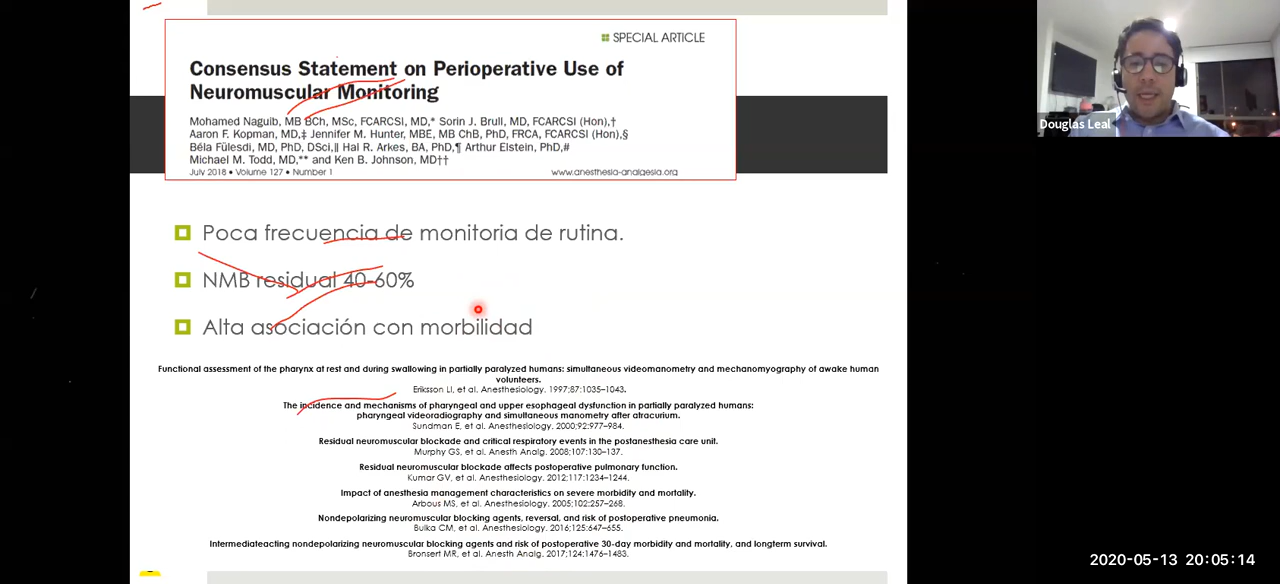 SPECIAL ARTICLE
Consensus Statement on Perioperative Use of
Neuromuscular Monitoring
Mohamed Naguib, MB BCh, MSc, FCARCSI, MD,* Sorin J. Brull, MD, FCARCSI (Hon),†
Aaron F. Kopman, MD,‡ Jennifer M. Hunter, MBE, MB ChB, PhD, FRCA, FCARCSI (Hon),§
Béla Fülesdi, MD, PhD, DSci,‖ Hal R. Arkes, BA, PhD,¶ Arthur Elstein, PhD,#
Michael M. Todd, MD,** and Ken B. Johnson, MD††
July 2018 • Volume 127 • Number 1 www.anesthesia-analgesia.org
Poca frecuencia de monitoria de rutina.
NMB residual 40-60%
Alta asociación con morbilidad
Functional assessment of the pharynx at rest and during swallowing in partially paralyzed humans: simultaneous videomanometry and mechanomyography of awake human
volunteers.
Eriksson LI, et al. Anesthesiology. 1997;87:1035–1043.
The incidence and mechanisms of pharyngeal and upper esophageal dysfunction in partially paralyzed humans:
pharyngeal videoradiography and simultaneous manometry after atracurium.
Sundman E, et al. Anesthesiology. 2000;92:977–984.
Residual neuromuscular blockade and critical respiratory events in the postanesthesia care unit.
Murphy GS, et al. Anesth Analg. 2008;107:130–137.
Residual neuromuscular blockade affects postoperative pulmonary function.
Kumar GV, et al. Anesthesiology. 2012;117:1234–1244.
Impact of anesthesia management characteristics on severe morbidity and mortality.
Arbous MS, et al. Anesthesiology. 2005;102:257–268.
Nondepolarizing neuromuscular blocking agents, reversal, and risk of postoperative pneumonia.
Bulka CM, et al. Anesthesiology. 2016;125:647–655.
Intermediateacting nondepolarizing neuromuscular blocking agents and risk of postoperative 30-day morbidity and mortality, and longterm survival.
Bronsert MR, et al. Anesth Analg. 2017;124:1476–1483.
Douglas Leal
2020-05-13 20:05:14